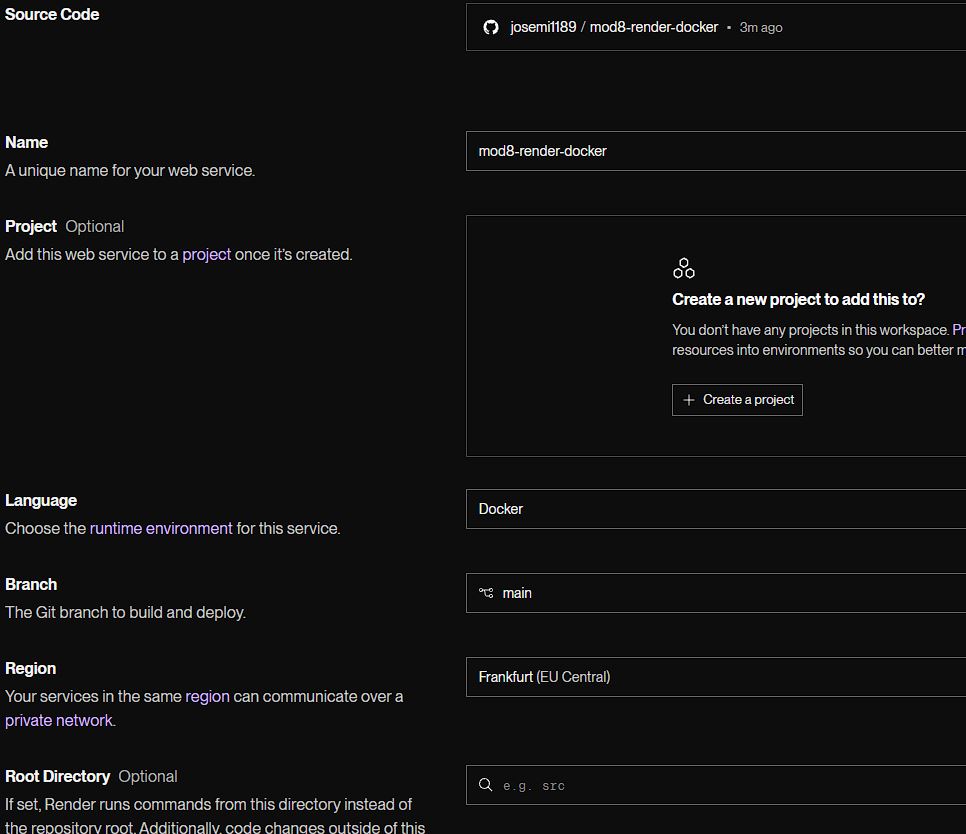 Source Code
josemi1189 / mod8-render-docker • 3m ago
Name
A unique name for your web service.
mod8-render-docker
Project Optional
Add this web service to a project once it's created.
Create a new project to add this to?
You don't have any projects in this workspace. Pr
resources into environments so you can better m
+ Create a project
Language
Choose the runtime environment for this service.
Docker
Branch
The Git branch to build and deploy.
main
Region
Your services in the same region can communicate over a
private network.
Frankfurt (EU Central)
Root Directory Optional
If set, Render runs commands from this directory instead of
the repository root. Additionally, code changes outside of this
e.g. src